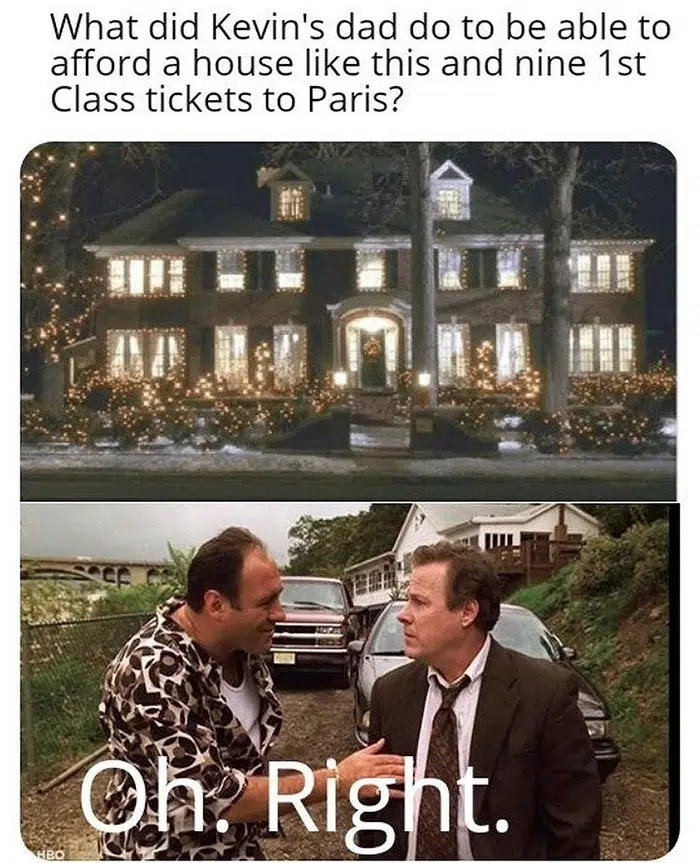 What did Kevin's dad do to be able to
afford a house like this and nine 1st
Class tickets to Paris?
Oh. Right.
HBO